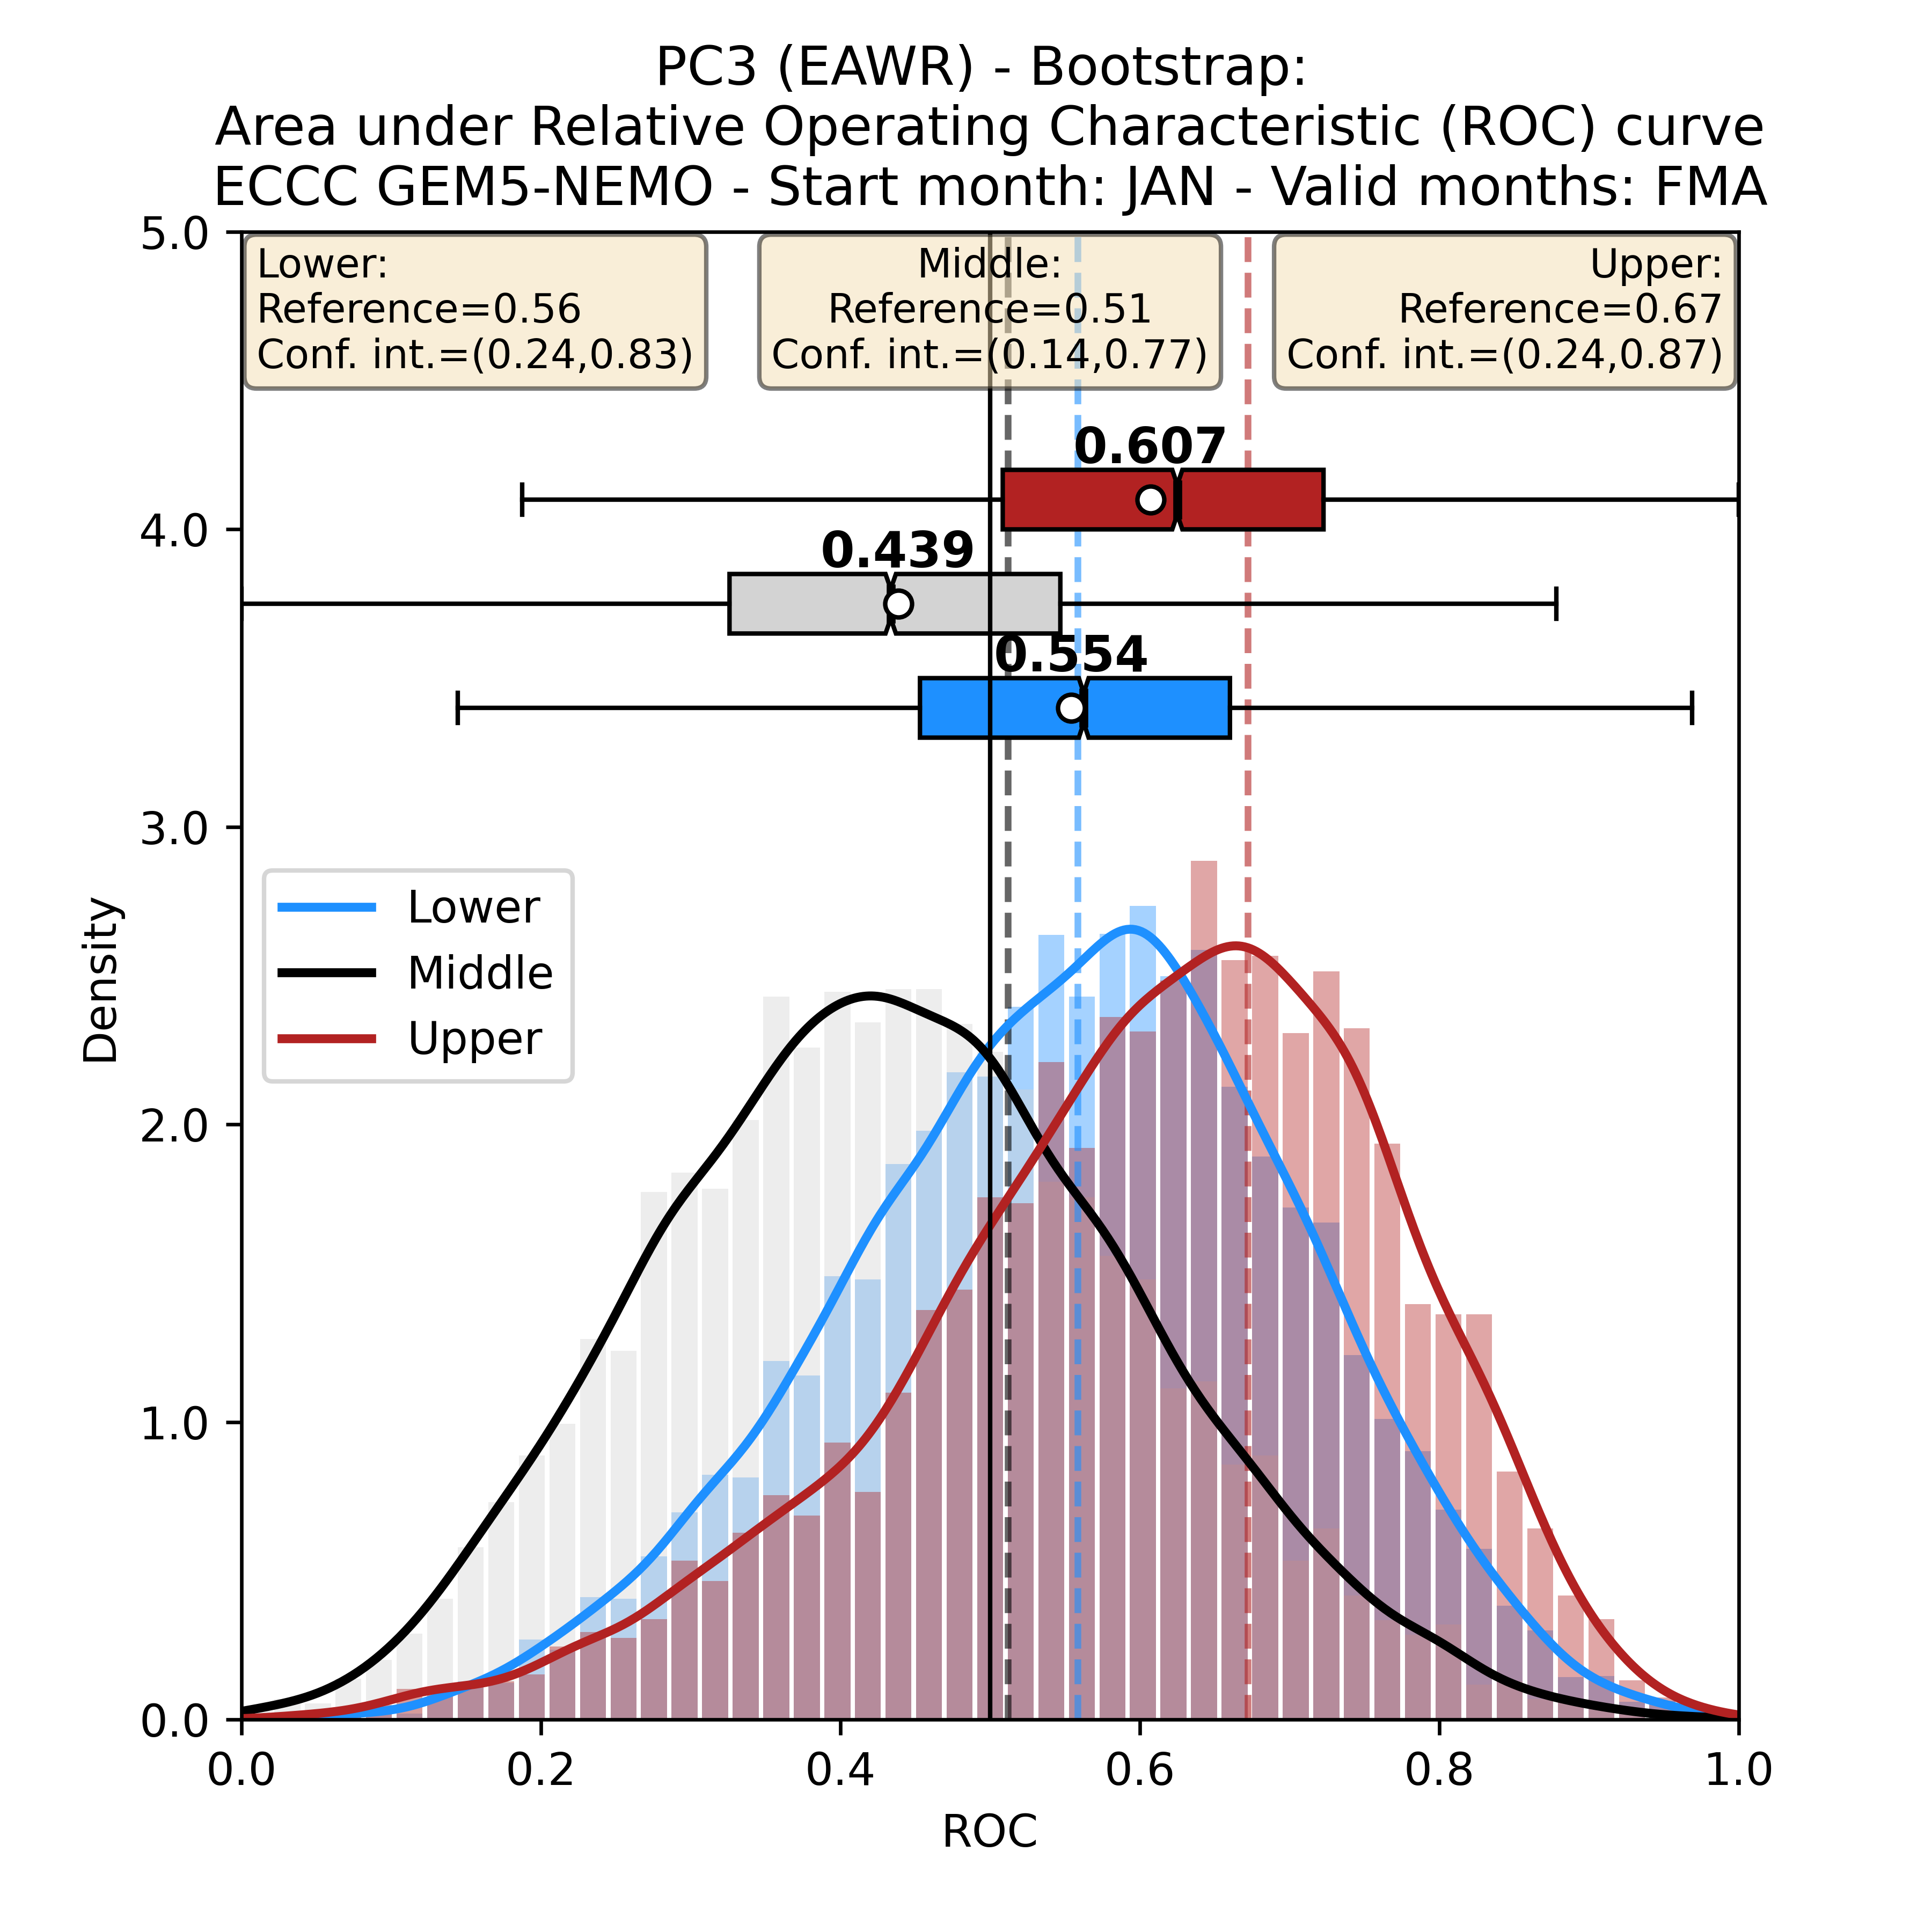 PC3 (EAWR) - Bootstrap:
Area under Relative Operating Characteristic (ROC) curve
ECCC GEM5-NEMO - Start month: JAN - Valid months: FMA
Lower:
Reference=0.56
Conf. int.=(0.24,0.83)
Middle:
Reference=0.51
Conf. int.=(0.14,0.77)
Upper:
Reference=0.67
Conf. int.=(0.24,0.87)
0.607
0.439
0.554
Lower
Middle
Upper
Density
5.0
4.0
3.0
2.0
1.0
0.0
0.0
0.2
0.4
0.6
0.8
1.0
ROC